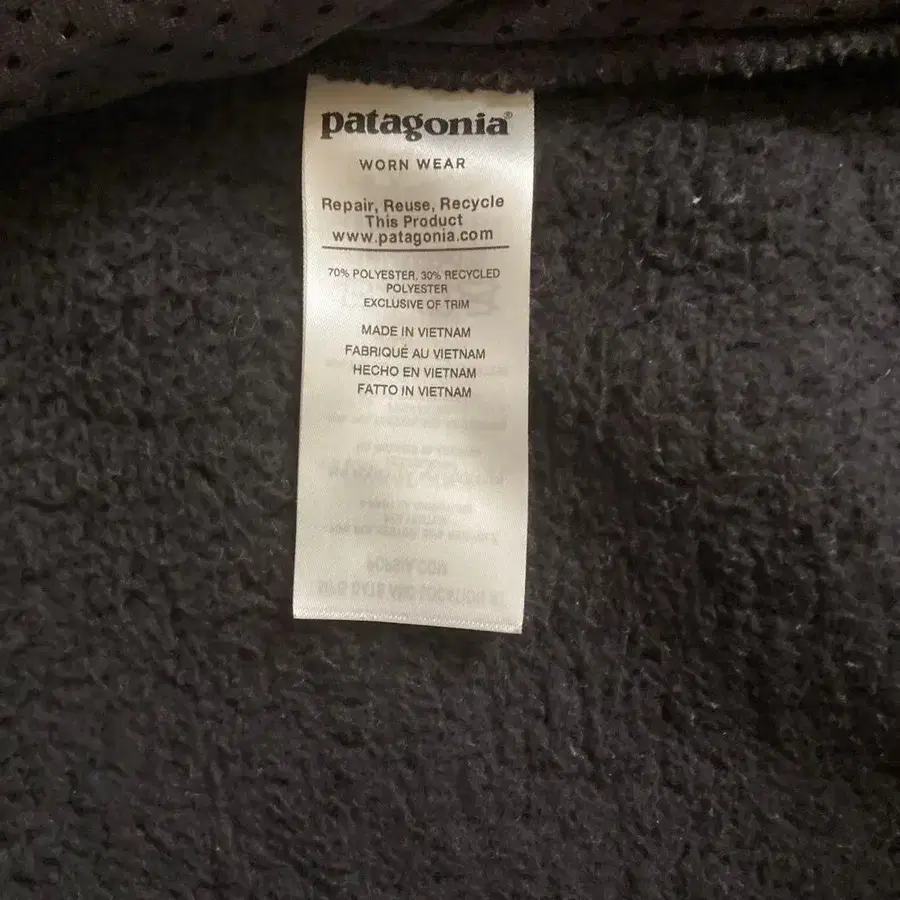 patagonia®
WORN WEAR
Repair, Reuse, Recycle
This Product
www.patagonia.com
70% POLYESTER, 30% RECYCLED
POLYESTER
EXCLUSIVE OF TRIM
MADE IN VIETNAM
FABRIQUÉ AU VIETNAM
HECHO EN VIETNAM
FATTO IN VIETNAM